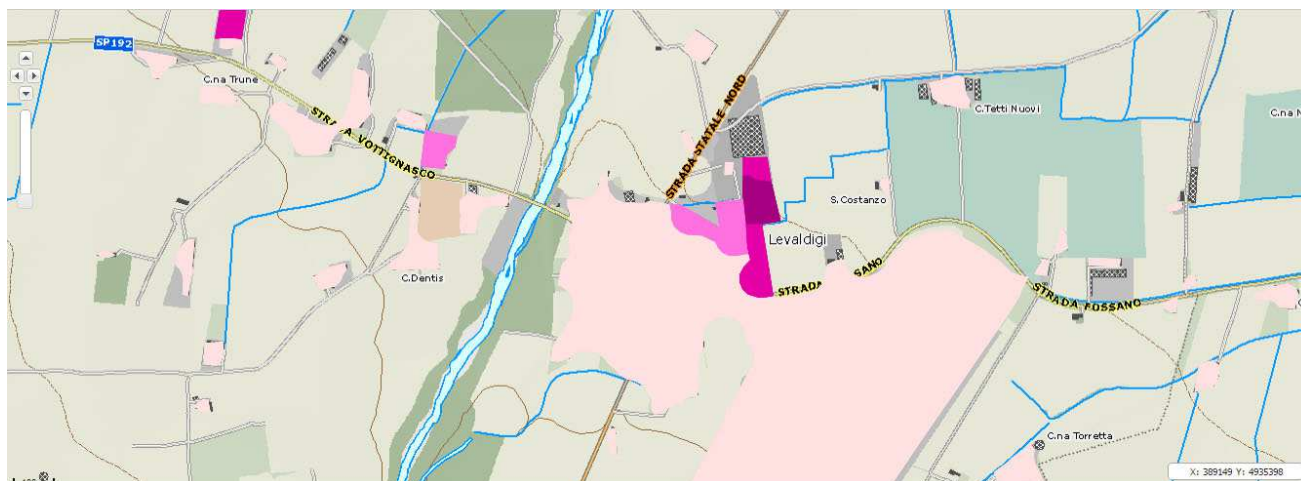 SP192
C.na Trune
STRADA VOTTIGNASCO
STRADA STATALE NORD
C.Tetti Nuovi
C.na
S. Costanzo
Levaldigi
C.Dentis
STRADA
SANO
STRADA FOSSANO
C.na Torretta
X: 389149 Y: 4935398